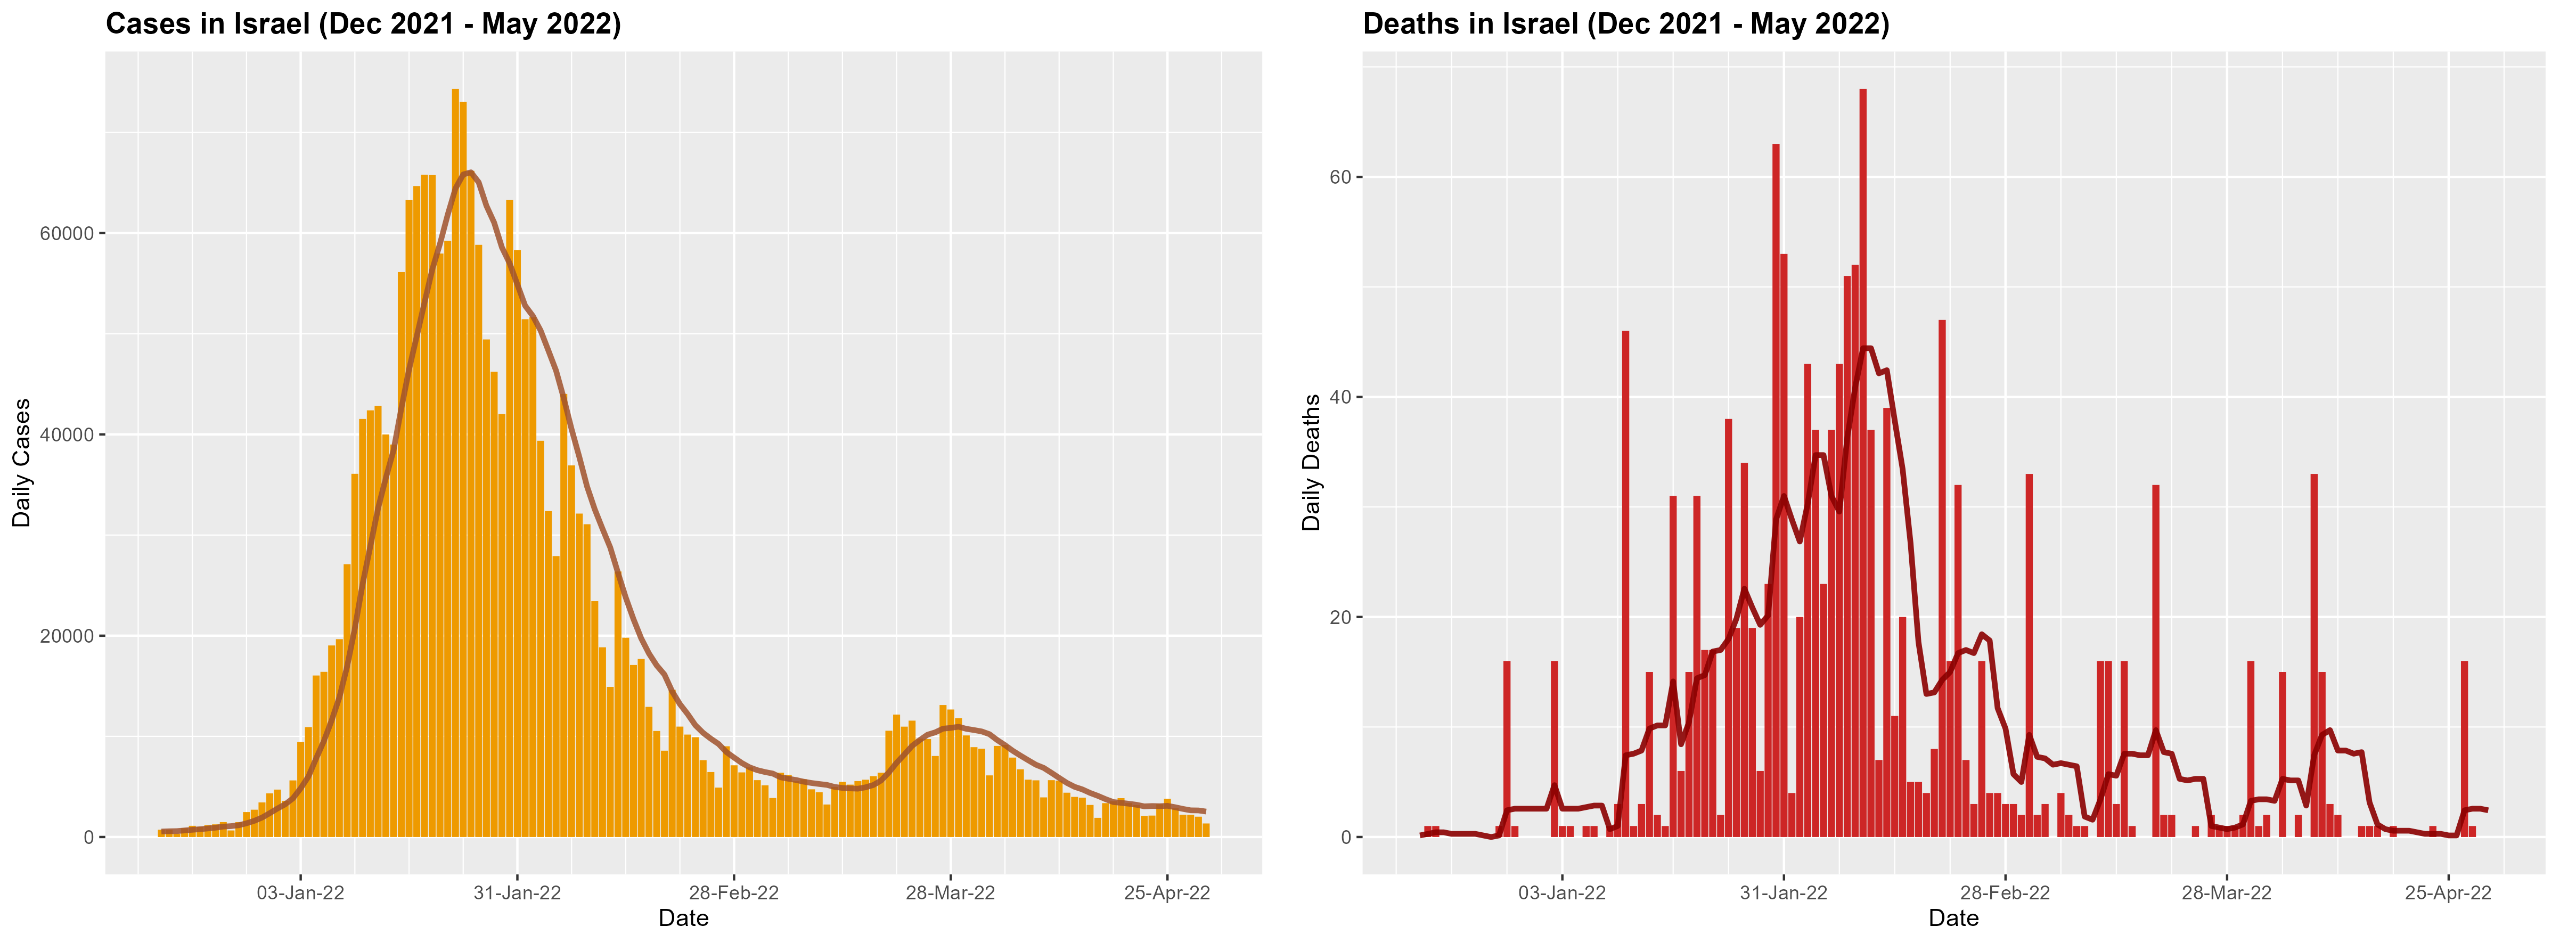 Cases in Israel (Dec 2021 - May 2022)
Daily Cases
60000
40000
20000
0
03-Jan-22
31-Jan-22
28-Feb-22
28-Mar-22
25-Apr-22
Date
Deaths in Israel (Dec 2021 - May 2022)
Daily Deaths
60
40
20
0
03-Jan-22
31-Jan-22
28-Feb-22
28-Mar-22
25-Apr-22
Date